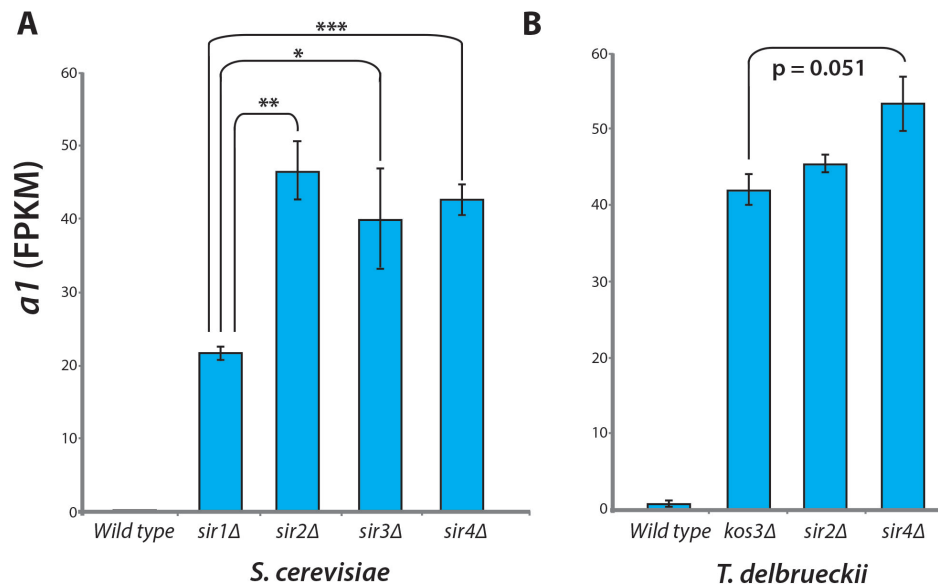 A
B
***
*
**
p = 0.051
a1 (FPKM)
60
50
40
30
20
10
0
60
50
40
30
20
10
0
Wild type sir1Δ sir2Δ sir3Δ sir4Δ
Wild type kos3Δ sir2Δ sir4Δ
S. cerevisiae
T. delbrueckii